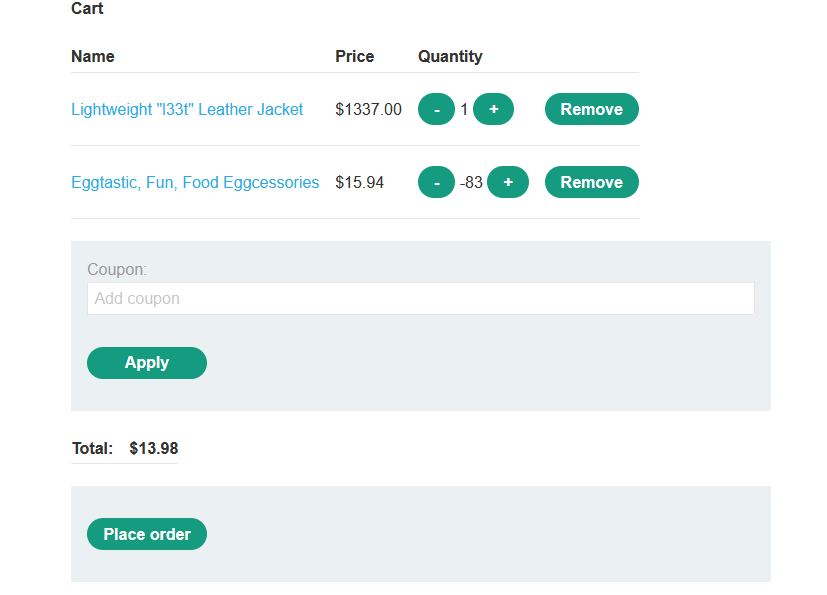 Cart
Name Price Quantity
Lightweight "l33t" Leather Jacket $1337.00 - 1 + Remove
Eggtastic, Fun, Food Eggcessories $15.94 - -83 + Remove
Coupon:
Add coupon
Apply
Total: $13.98
Place order